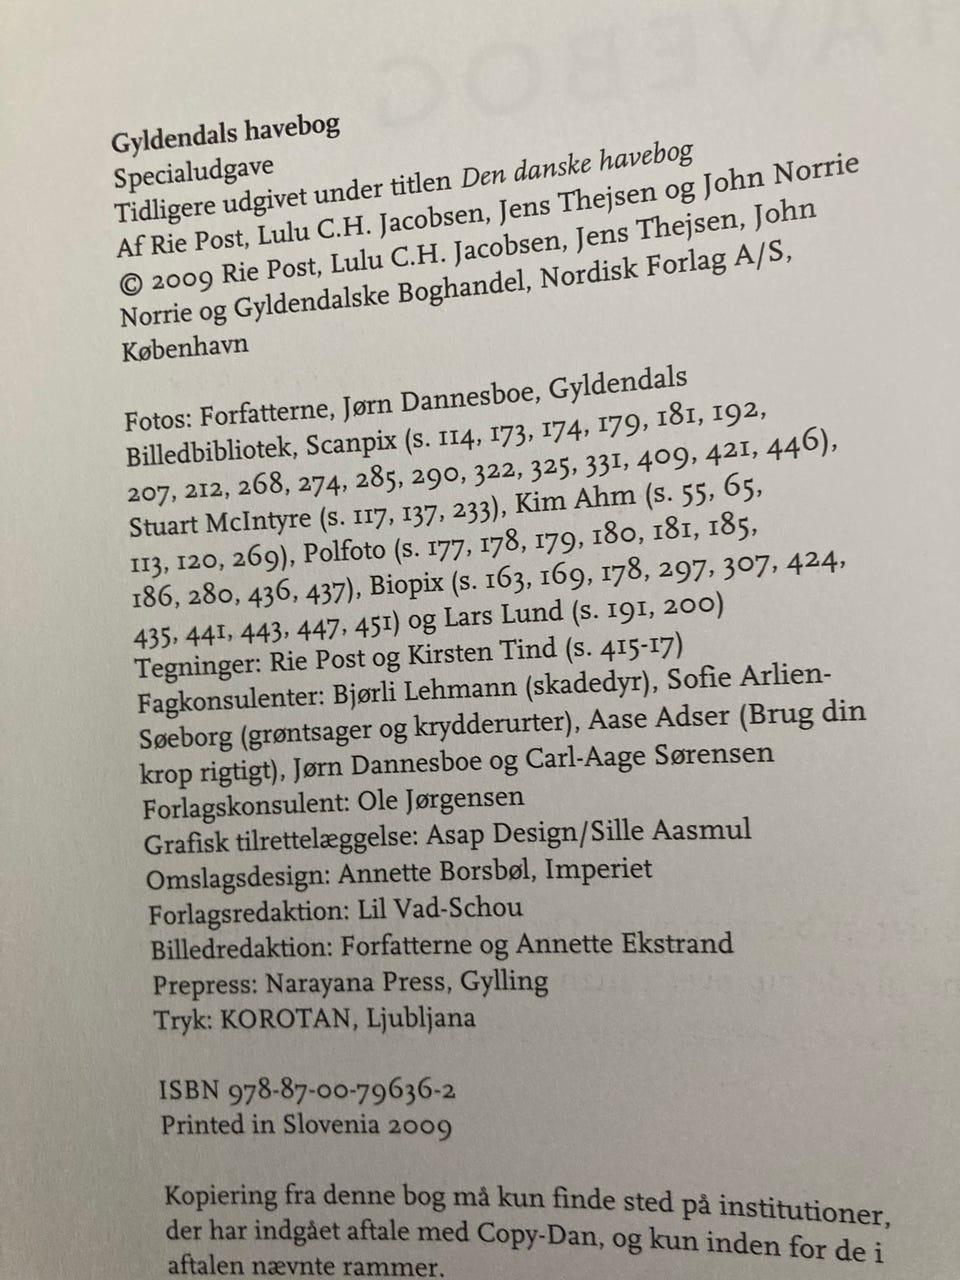 HAVEBOG
Gyldendals havebog
Specialudgave
Tidligere udgivet under titlen Den danske havebog
Af Rie Post, Lulu C.H. Jacobsen, Jens Thejsen og John Norrie
© 2009 Rie Post, Lulu C.H. Jacobsen, Jens Thejsen, John
Norrie og Gyldendalske Boghandel, Nordisk Forlag A/S,
København
Fotos: Forfatterne, Jørn Dannesboe, Gyldendals
Billedbibliotek, Scanpix (s. 114, 173, 174, 179, 181, 192,
207, 212, 268, 274, 285, 290, 322, 325, 331, 409, 421, 446),
Stuart McIntyre (s. 117, 137, 233), Kim Ahm (s. 55, 65,
113, 120, 269), Polfoto (s. 177, 178, 179, 180, 181, 185,
186, 280, 436, 437), Biopix (s. 163, 169, 178, 297, 307, 424,
435, 441, 443, 447, 451) og Lars Lund (s. 191, 200)
Tegninger: Rie Post og Kirsten Tind (s. 415-17)
Fagkonsulenter: Bjørli Lehmann (skadedyr), Sofie Arlien-
Søeborg (grøntsager og krydderurter), Aase Adser (Brug din
krop rigtigt), Jørn Dannesboe og Carl-Aage Sørensen
Forlagskonsulent: Ole Jørgensen
Grafisk tilrettelæggelse: Asap Design/Sille Aasmul
Omslagsdesign: Annette Borsbøl, Imperiet
Forlagsredaktion: Lil Vad-Schou
Billedredaktion: Forfatterne og Annette Ekstrand
Prepress: Narayana Press, Gylling
Tryk: KOROTAN, Ljubljana
ISBN 978-87-00-79636-2
Printed in Slovenia 2009
Kopiering fra denne bog må kun finde sted på institutioner,
der har indgået aftale med Copy-Dan, og kun inden for de i
aftalen nævnte rammer.